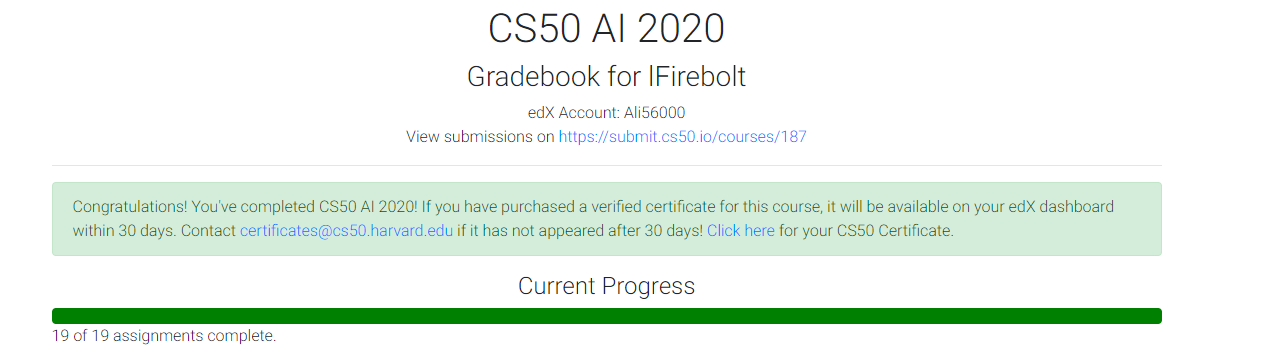 CS50 AI 2020
Gradebook for lFirebolt
edX Account: Ali56000
View submissions on https://submit.cs50.io/courses/187
Congratulations! You've completed CS50 AI 2020! If you have purchased a verified certificate for this course, it will be available on your edX dashboard
within 30 days. Contact certificates@cs50.harvard.edu if it has not appeared after 30 days! Click here for your CS50 Certificate.
Current Progress
19 of 19 assignments complete.